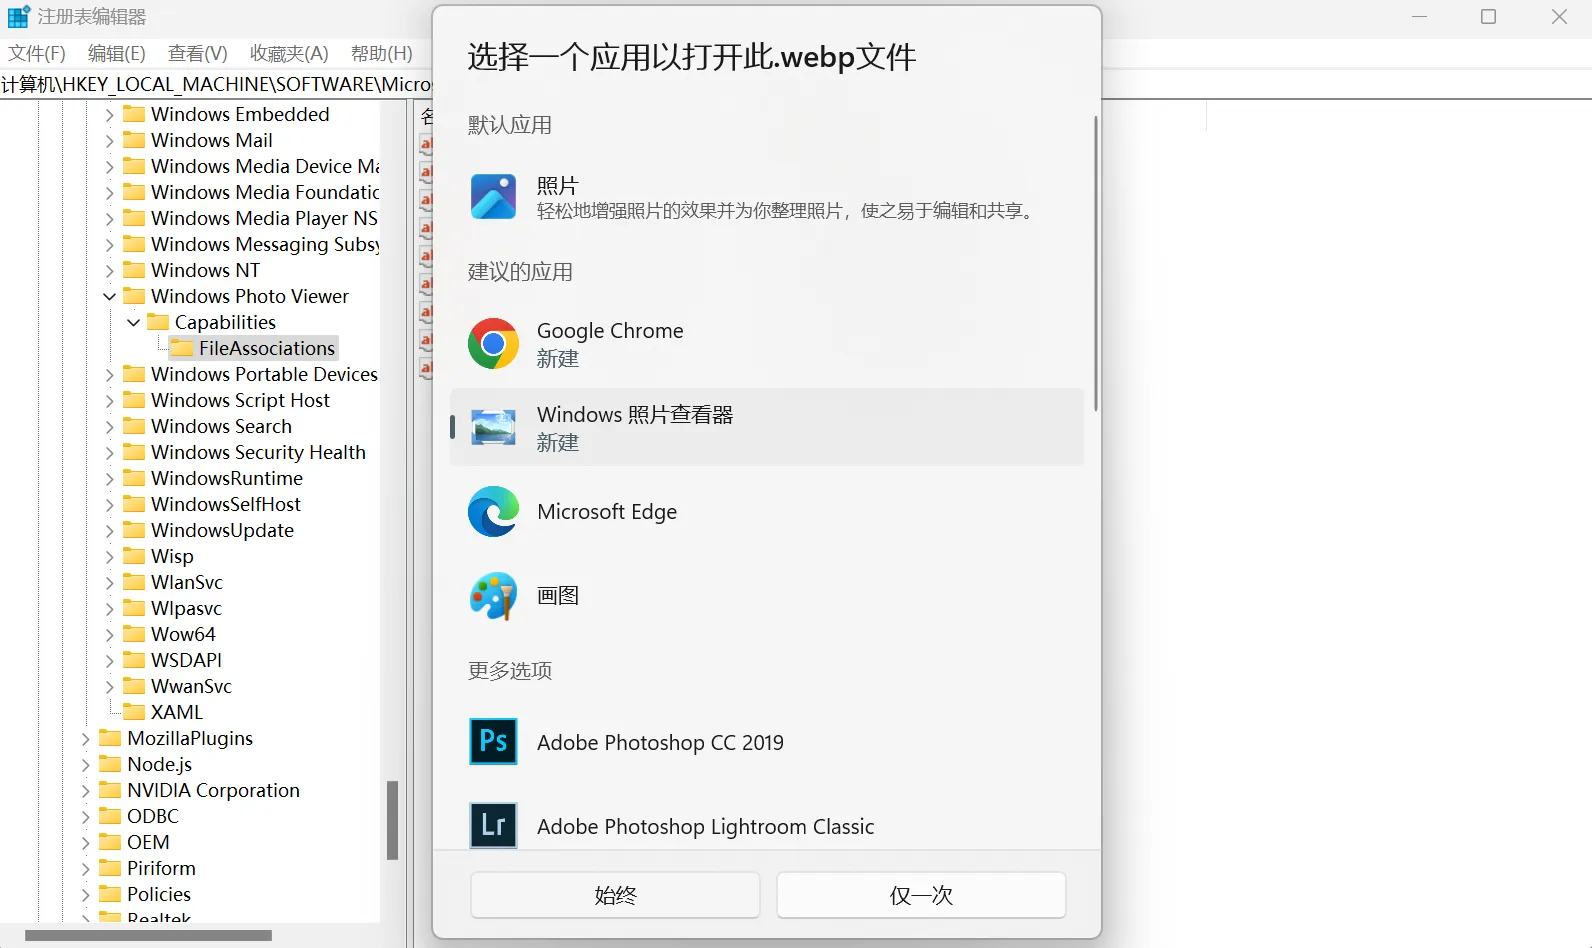 注册表编辑器
文件(F) 编辑(E) 查看(V) 收藏夹(A) 帮助(H)
计算机\HKEY_LOCAL_MACHINE\SOFTWARE\Micro
Windows Embedded
Windows Mail
Windows Media Device Ma
Windows Media Foundatio
Windows Media Player NS
Windows Messaging Subsy
Windows NT
Windows Photo Viewer
Capabilities
FileAssociations
Windows Portable Devices
Windows Script Host
Windows Search
Windows Security Health
WindowsRuntime
WindowsSelfHost
WindowsUpdate
Wisp
WlanSvc
Wlpasvc
Wow64
WSDAPI
WwanSvc
XAML
MozillaPlugins
Node.js
NVIDIA Corporation
ODBC
OEM
Piriform
Policies
Realtek
选择一个应用以打开此.webp文件
默认应用
照片
轻松地增强照片的效果并为你整理照片，使之易于编辑和共享。
建议的应用
Google Chrome
新建
Windows 照片查看器
新建
Microsoft Edge
画图
更多选项
Ps
Adobe Photoshop CC 2019
Lr
Adobe Photoshop Lightroom Classic
始终
仅一次